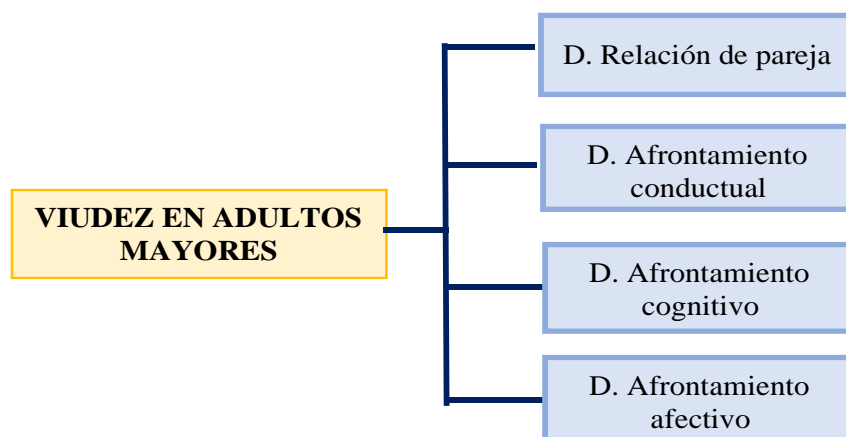 D. Relación de pareja
D. Afrontamiento
conductual
VIUDEZ EN ADULTOS
MAYORES
D. Afrontamiento
cognitivo
D. Afrontamiento
afectivo